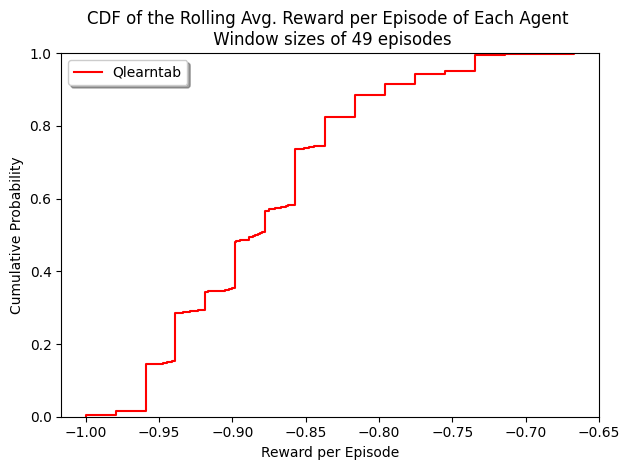 CDF of the Rolling Avg. Reward per Episode of Each Agent
Window sizes of 49 episodes
Qlearntab
Cumulative Probability
1.0
0.8
0.6
0.4
0.2
0.0
−1.00 −0.95 −0.90 −0.85 −0.80 −0.75 −0.70 −0.65
Reward per Episode